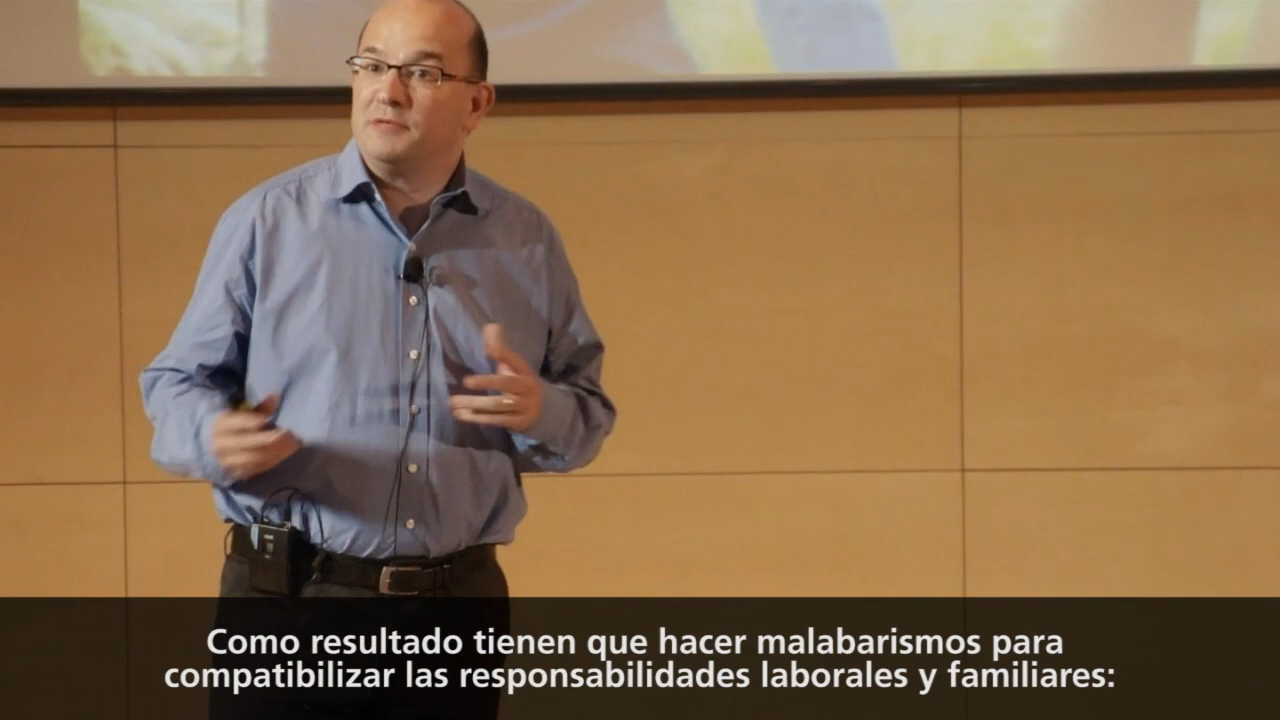 Como resultado tienen que hacer malabarismos para
compatibilizar las responsabilidades laborales y familiares: